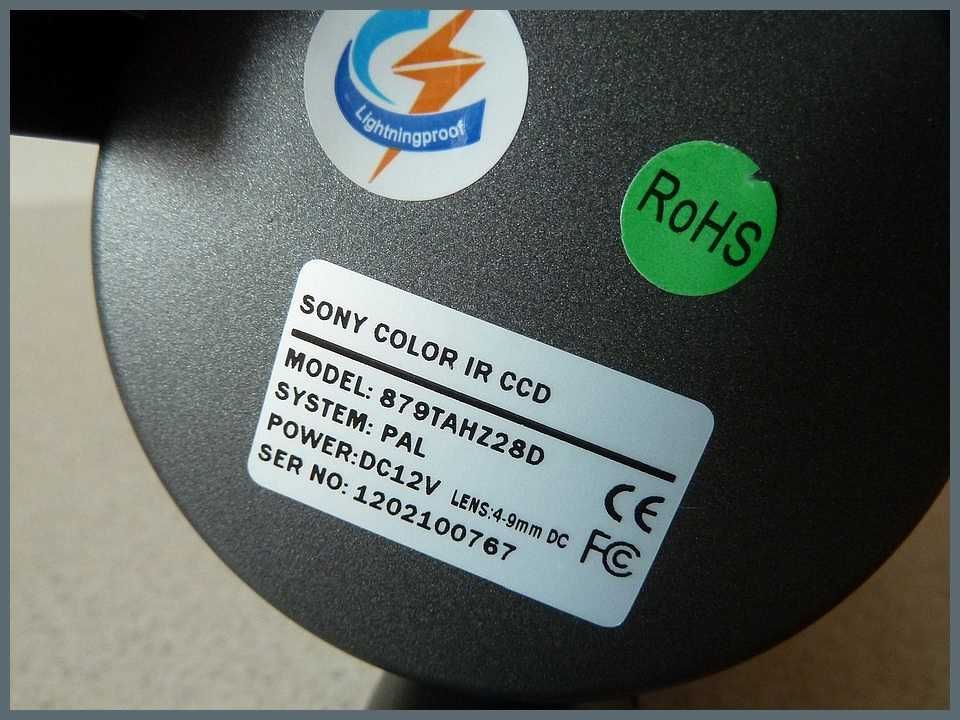 Lightningproof
RoHS
SONY COLOR IR CCD
MODEL: 879TAHZ28D
SYSTEM: PAL
POWER:DC12V LENS:4-9mm DC
SER NO: 1202100767
CE
FCC